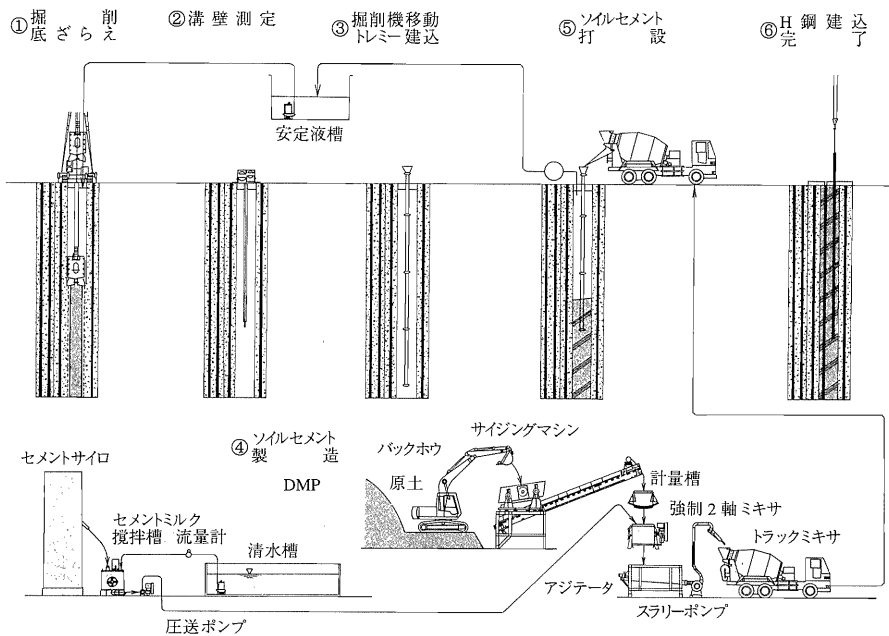 ①掘削
底ざらえ
②溝壁測定
③掘削機移動
トレミー建込
⑤ソイルセメント
打設
⑥H鋼建込
完了
安定液槽
④ソイルセメント
製造
DMP
セメントサイロ
セメントミルク
撹拌槽 流量計
清水槽
圧送ポンプ
バックホウ
原土
サイジングマシン
計量槽
強制2軸ミキサ
トラックミキサ
アジテータ
スラリーポンプ